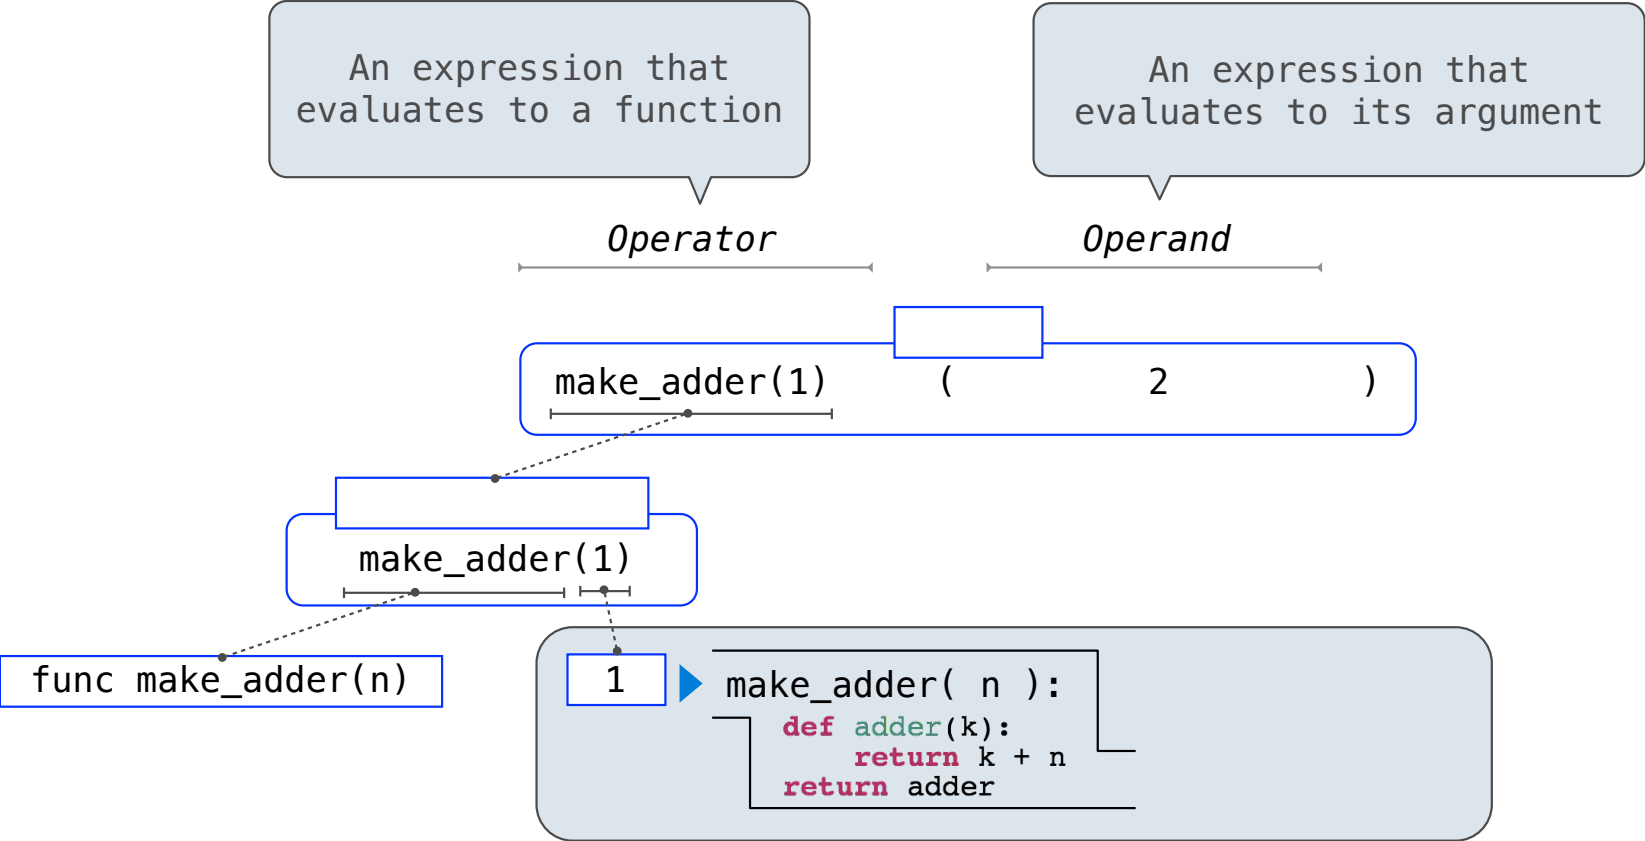 An expression that
evaluates to a function
An expression that
evaluates to its argument
Operator
Operand
make_adder(1) ( 2 )
make_adder(1)
func make_adder(n)
1
make_adder( n ):
def adder(k):
return k + n
return adder